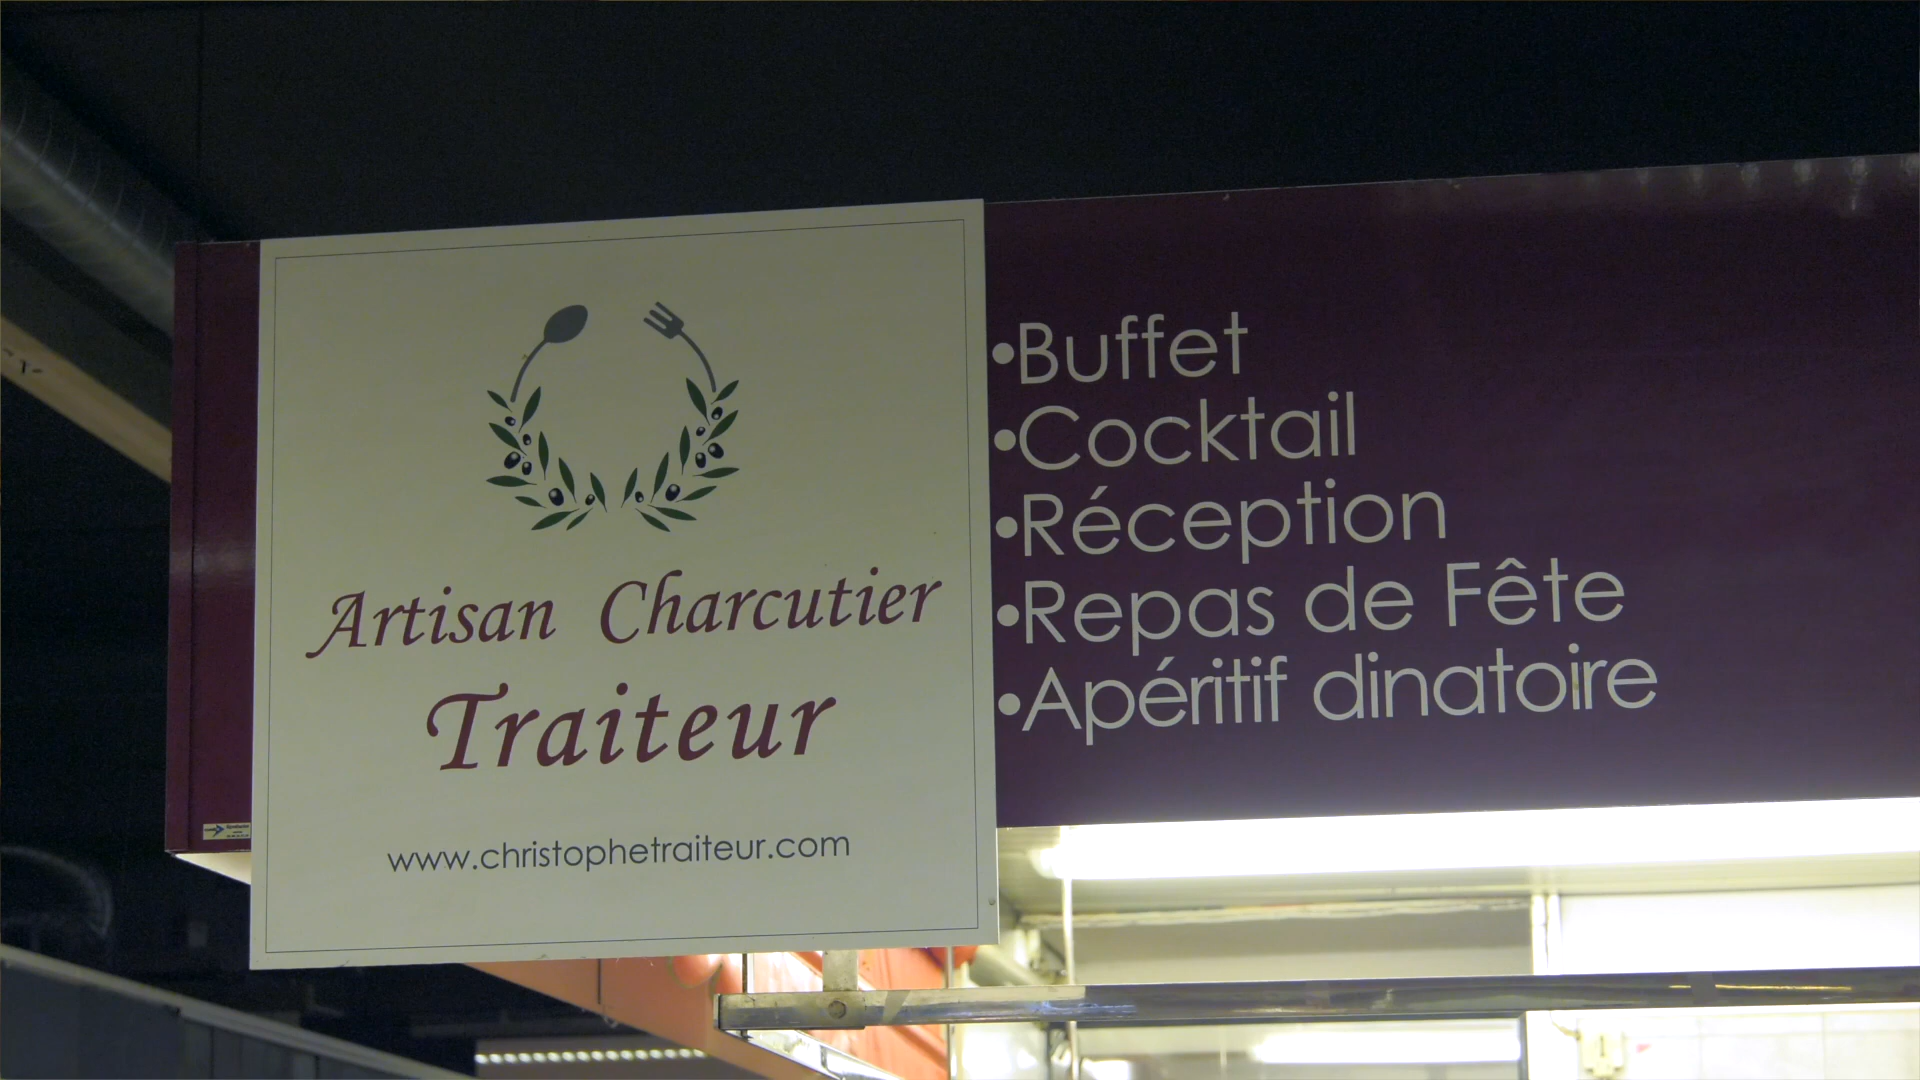 Artisan Charcutier
Traiteur
www.christophetraiteur.com
•Buffet
•Cocktail
•Réception
•Repas de Fête
•Apéritif dinatoire